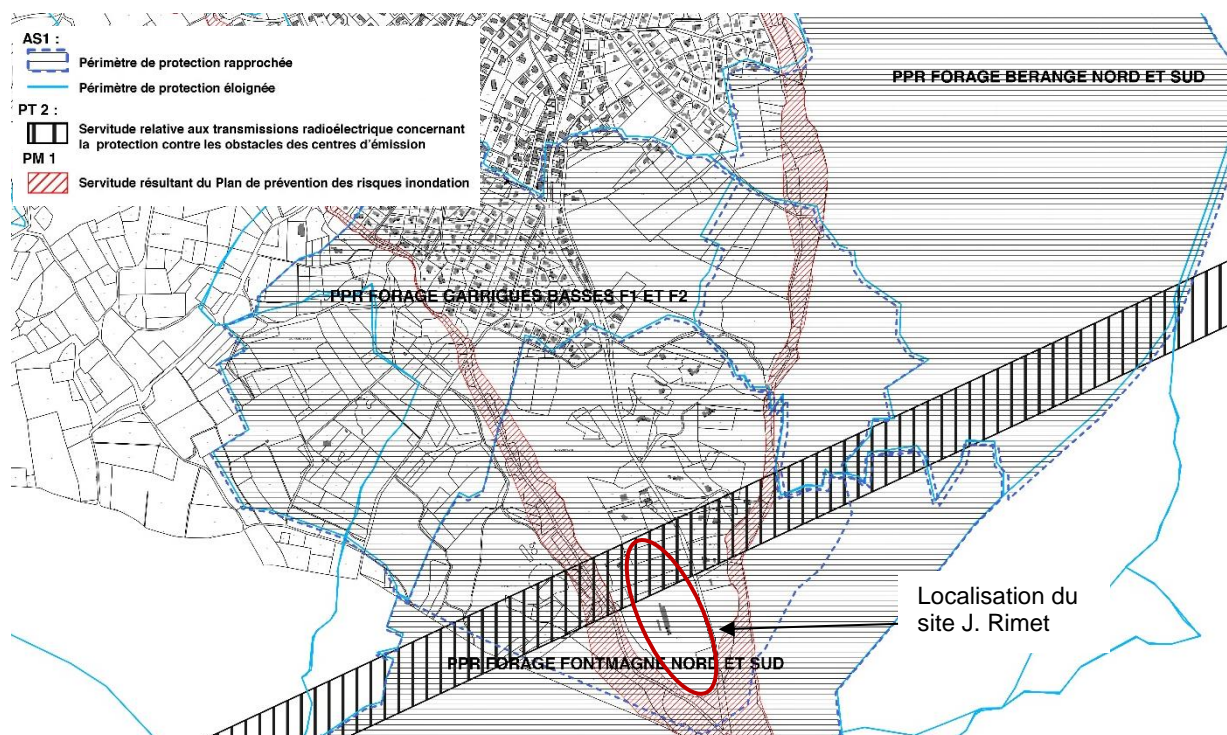 AS1 :
Périmètre de protection rapprochée
Périmètre de protection éloignée
PT 2 :
Servitude relative aux transmissions radioélectrique concernant
la protection contre les obstacles des centres d'émission
PM 1
Servitude résultant du Plan de prévention des risques inondation
PPR FORAGE BERANGE NORD ET SUD
PPR FORAGE GARRIGUES BASSES F1 ET F2
Localisation du
site J. Rimet
PPR FORAGE FONTMAGNE NORD ET SUD